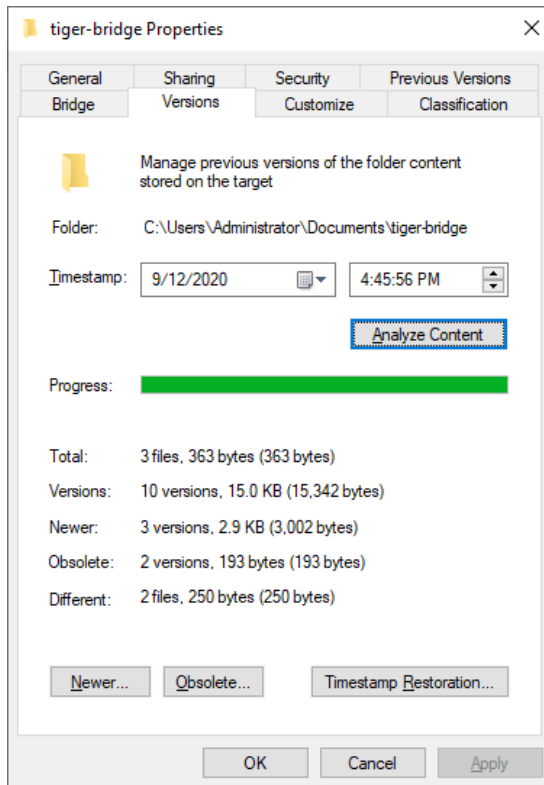 tiger-bridge Properties
General Sharing Security Previous Versions
Bridge Versions Customize Classification
Manage previous versions of the folder content
stored on the target
Folder: C:\Users\Administrator\Documents\tiger-bridge
Timestamp: 9/12/2020 4:45:56 PM
Analyze Content
Progress:
Total: 3 files, 363 bytes (363 bytes)
Versions: 10 versions, 15.0 KB (15,342 bytes)
Newer: 3 versions, 2.9 KB (3,002 bytes)
Obsolete: 2 versions, 193 bytes (193 bytes)
Different: 2 files, 250 bytes (250 bytes)
Newer... Obsolete... Timestamp Restoration...
OK Cancel Apply